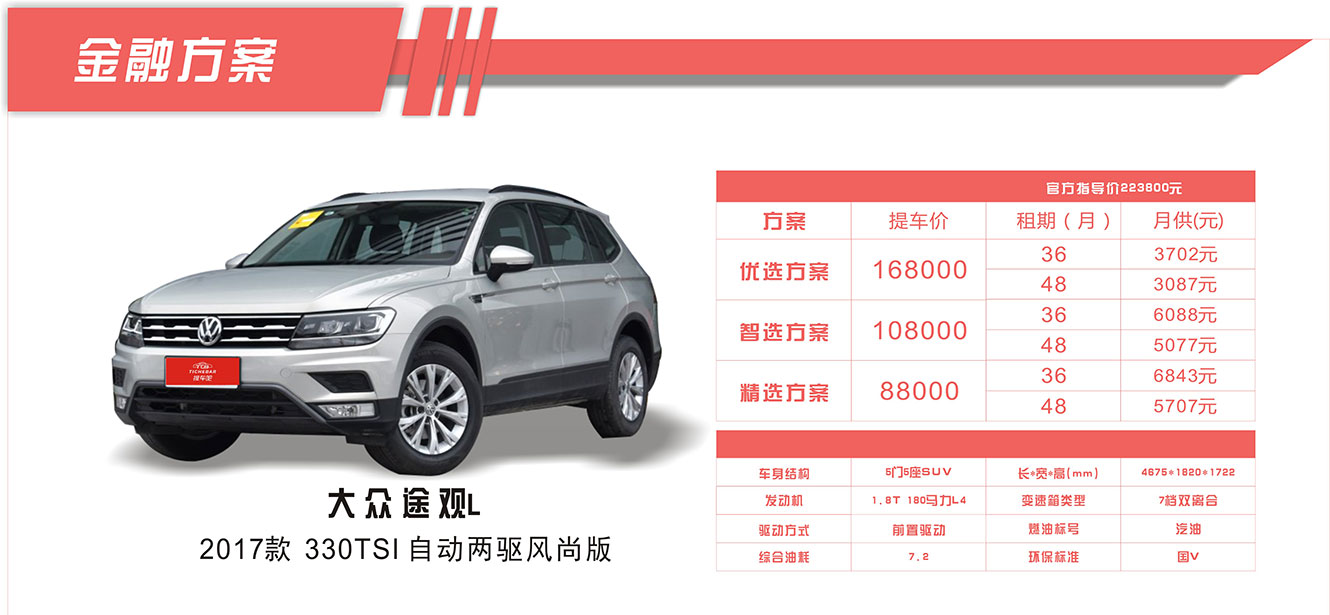 金融方案
TICHEBAR
提车吧
大众途观L
2017款 330TSI 自动两驱风尚版
官方指导价223800元
方案 提车价 租期(月) 月供(元)
优选方案 168000 36 3702元
48 3087元
智选方案 108000 36 6088元
48 5077元
精选方案 88000 36 6843元
48 5707元
车身结构 5门5座SUV 长*宽*高(mm) 4675*1820*1722
发动机 1.8T 180马力L4 变速箱类型 7档双离合
驱动方式 前置驱动 燃油标号 汽油
综合油耗 7.2 环保标准 国V